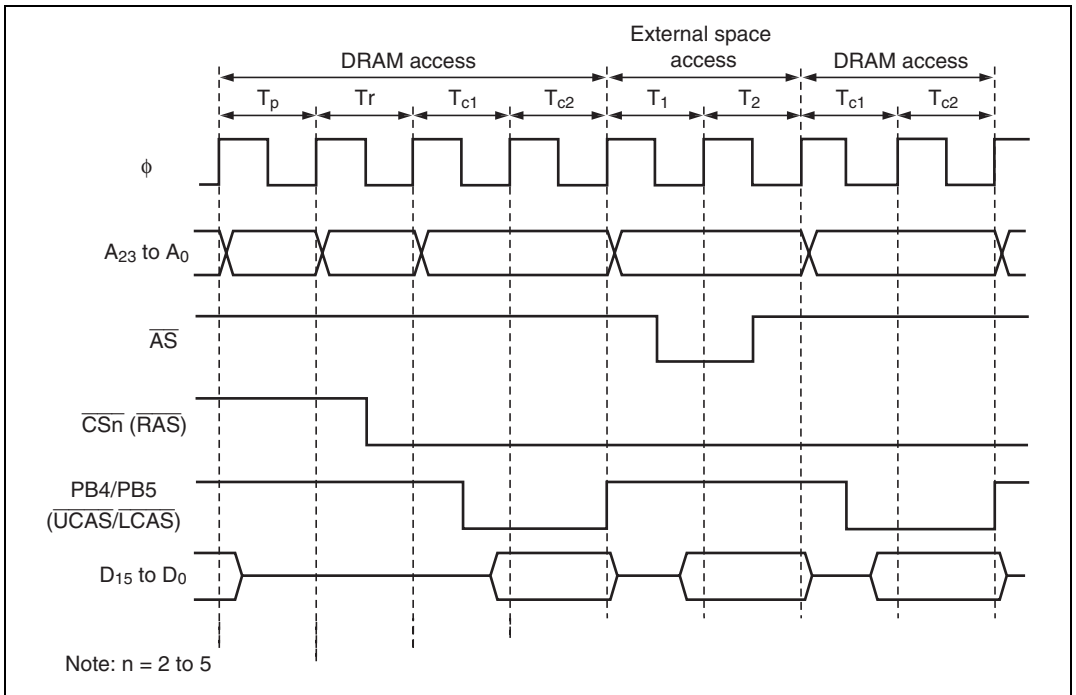 External space
DRAM access access DRAM access
Tp Tr Tc1 Tc2 T1 T2 Tc1 Tc2
φ
A23 to A0
AS
CSn (RAS)
PB4/PB5
(UCAS/LCAS)
D15 to D0
Note: n = 2 to 5